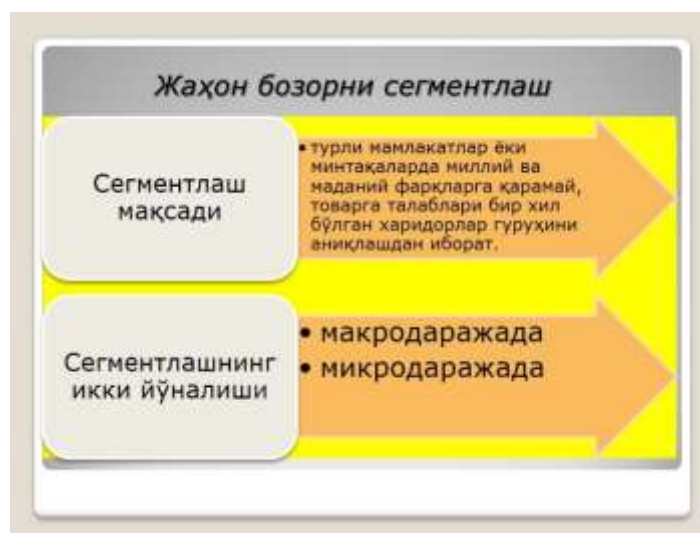 Жаҳон бозорни сегментлаш
Сегментлаш
мақсади
• турли мамлакатлар ёки
минтақаларда миллий ва
маданий фарқларга қарамай,
товарга талаблари бир хил
бўлган харидорлар гуруҳини
аниқлашдан иборат.
Сегментлашнинг
икки йўналиши
• макродаражада
• микродаражада